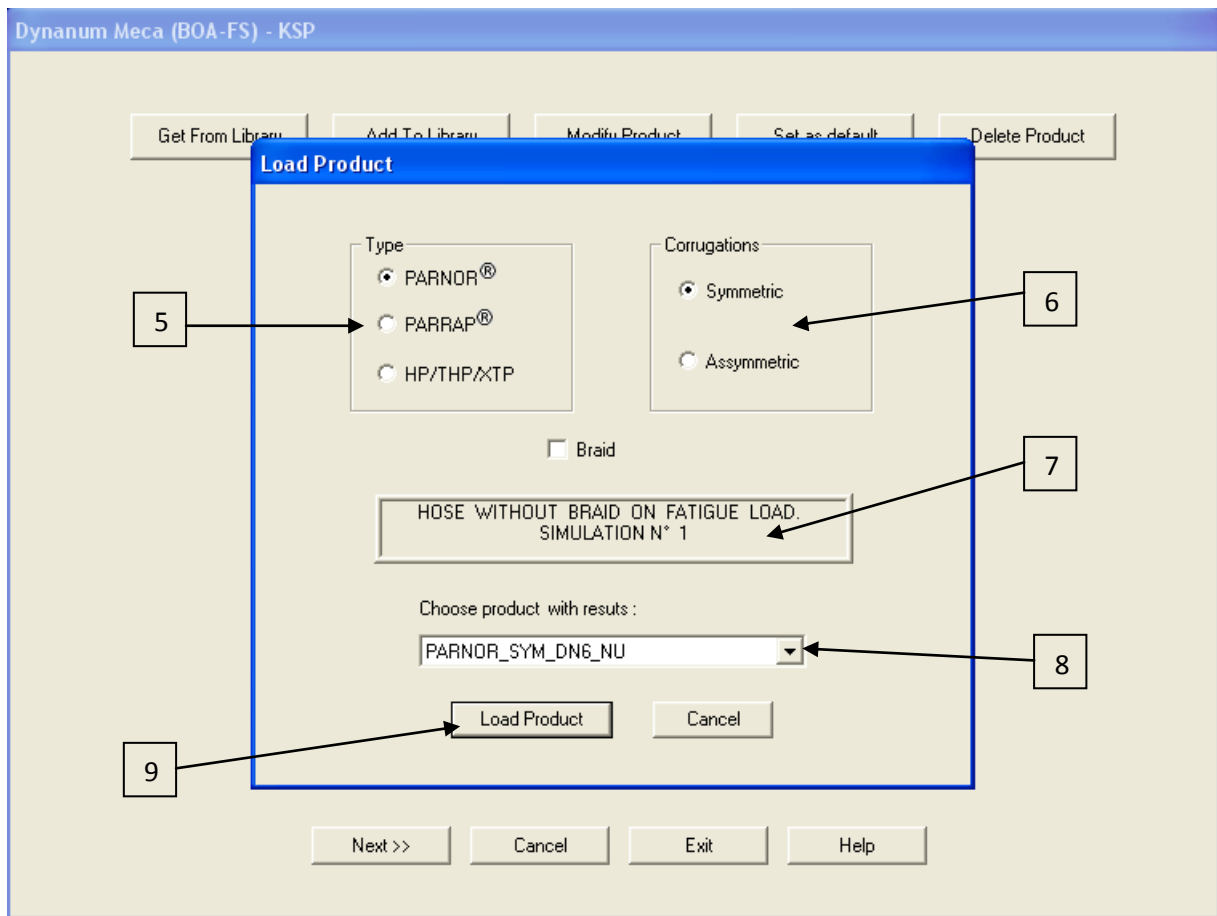 Dynanum Meca (BOA-FS) - KSP
Get From Library Add To Library Modify Product Set as default Delete Product
Load Product
Type
Corrugations
PARNOR®
Symmetric
6
5
PARRAP®
Assymmetric
HP/THP/XTP
Braid
7
HOSE WITHOUT BRAID ON FATIGUE LOAD.
SIMULATION N° 1
Choose product with resuts :
PARNOR_SYM_DN6_NU
8
Load Product Cancel
9
Next >> Cancel Exit Help